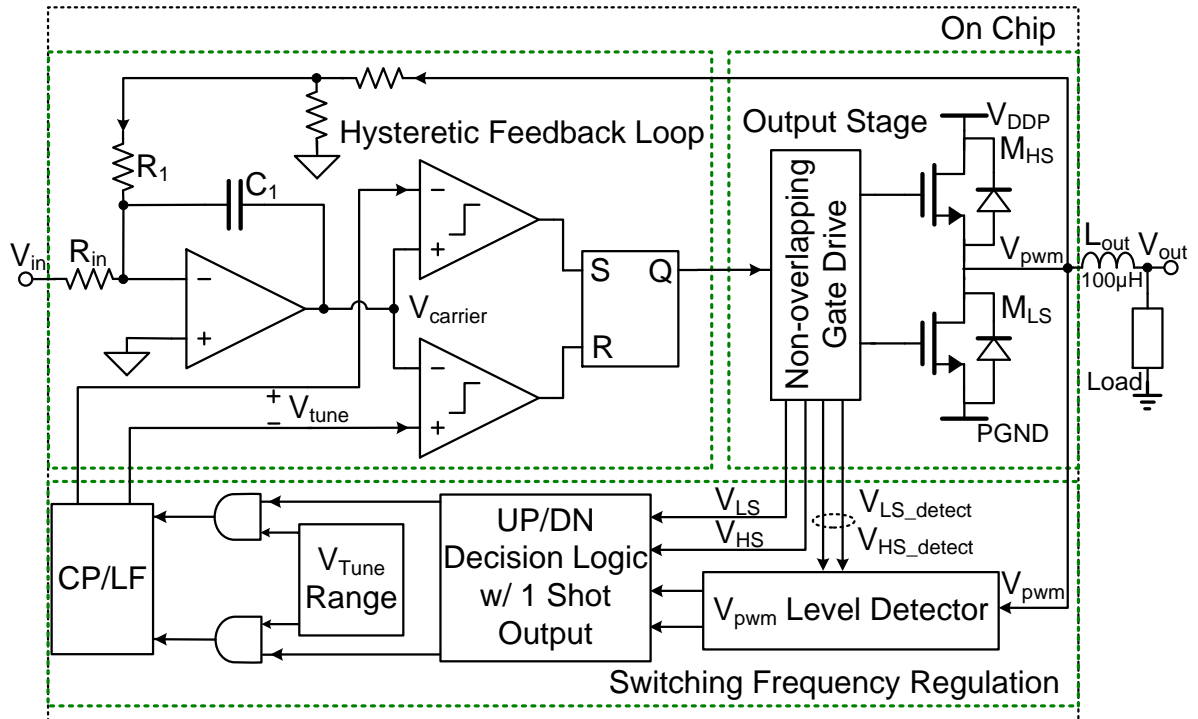 On Chip
Hysteretic Feedback Loop
Output Stage
V_DDP
M_HS
R_1
C_1
V_in
R_in
−
+
V_carrier
−
+
−
+
S
Q
R
Non-overlapping
Gate Drive
V_pwm
L_out
100µH
V_out
M_LS
Load
PGND
+
V_tune
−
V_LS
V_HS
V_LS_detect
V_HS_detect
CP/LF
V_Tune
Range
UP/DN
Decision Logic
w/ 1 Shot
Output
V_pwm Level Detector
V_pwm
Switching Frequency Regulation